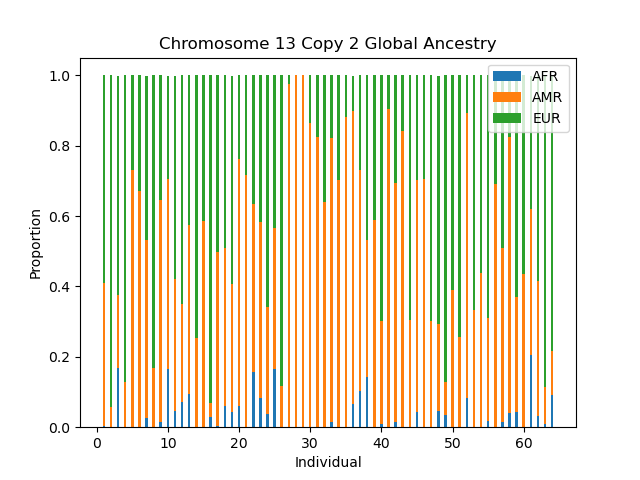 Chromosome 13 Copy 2 Global Ancestry
AFR
AMR
EUR
1.0
0.8
0.6
0.4
0.2
0.0
Proportion
0 10 20 30 40 50 60
Individual